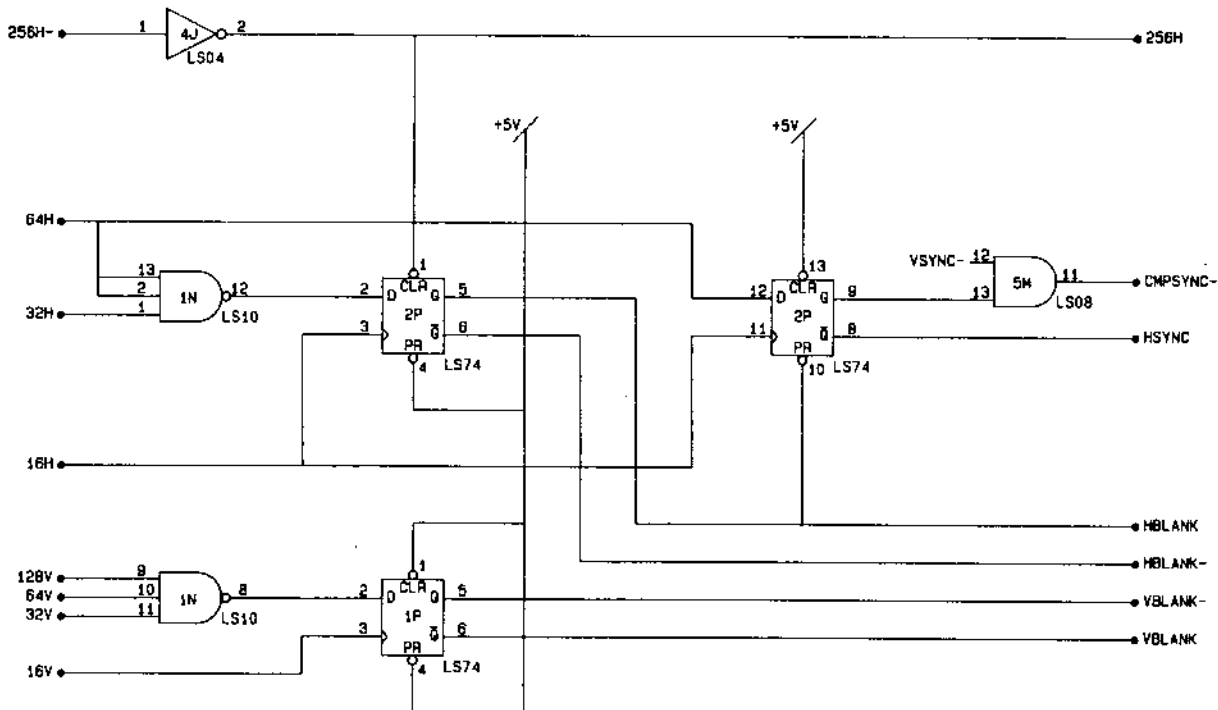 256H-
1
4J
2
LS04
256H
+5V
+5V
64H
1
13
VSYNC-
12
13
2
1
1N
12
LS10
2
D
CLR
Q
5
12
D
CLR
Q
9
13
5M
11
CMPSYNC-
LS08
32H
3
2P
Q
6
11
2P
Q
8
HSYNC
PR
4
LS74
PR
10
LS74
16H
HBLANK
1
HBLANK-
128V
9
64V
10
32V
11
1N
8
LS10
2
D
CLR
Q
5
VBLANK-
3
1P
Q
6
VBLANK
16V
PR
4
LS74